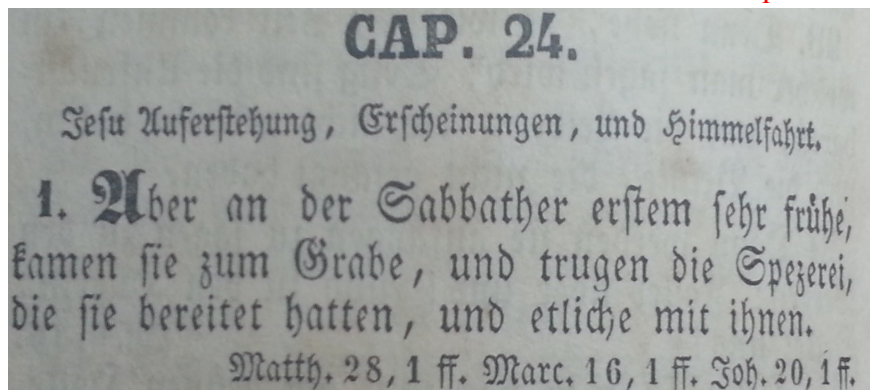 CAP. 24.
Jeſu Auferſtehung, Erſcheinungen, und Himmelfahrt.
1. Aber an der Sabbather erſtem ſehr frühe,
kamen ſie zum Grabe, und trugen die Spezerei,
die ſie bereitet hatten, und etliche mit ihnen.
Matth. 28, 1 ff. Marc. 16, 1 ff. Joh. 20, 1 ff.